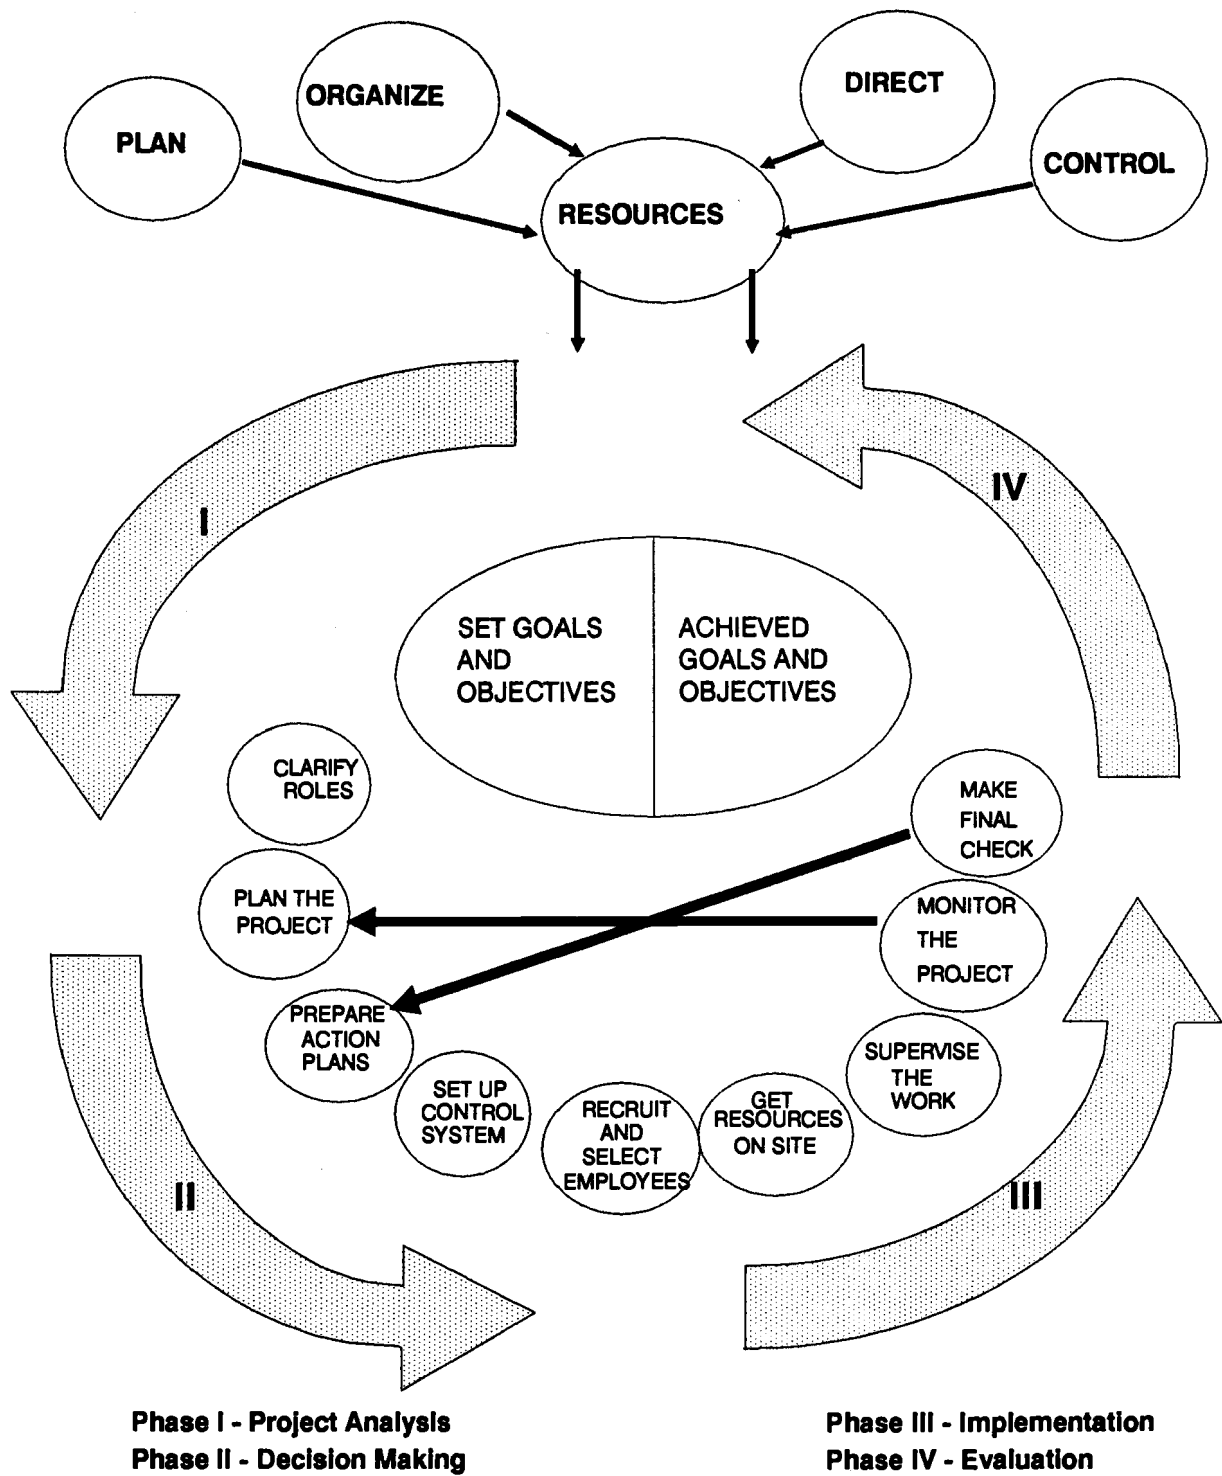 PLAN
ORGANIZE
DIRECT
CONTROL
RESOURCES
I
IV
SET GOALS
AND
OBJECTIVES
ACHIEVED
GOALS AND
OBJECTIVES
CLARIFY
ROLES
PLAN THE
PROJECT
PREPARE
ACTION
PLANS
SET UP
CONTROL
SYSTEM
RECRUIT
AND
SELECT
EMPLOYEES
GET
RESOURCES
ON SITE
SUPERVISE
THE
WORK
MONITOR
THE
PROJECT
MAKE
FINAL
CHECK
II
III
Phase I - Project Analysis
Phase II - Decision Making
Phase III - Implementation
Phase IV - Evaluation